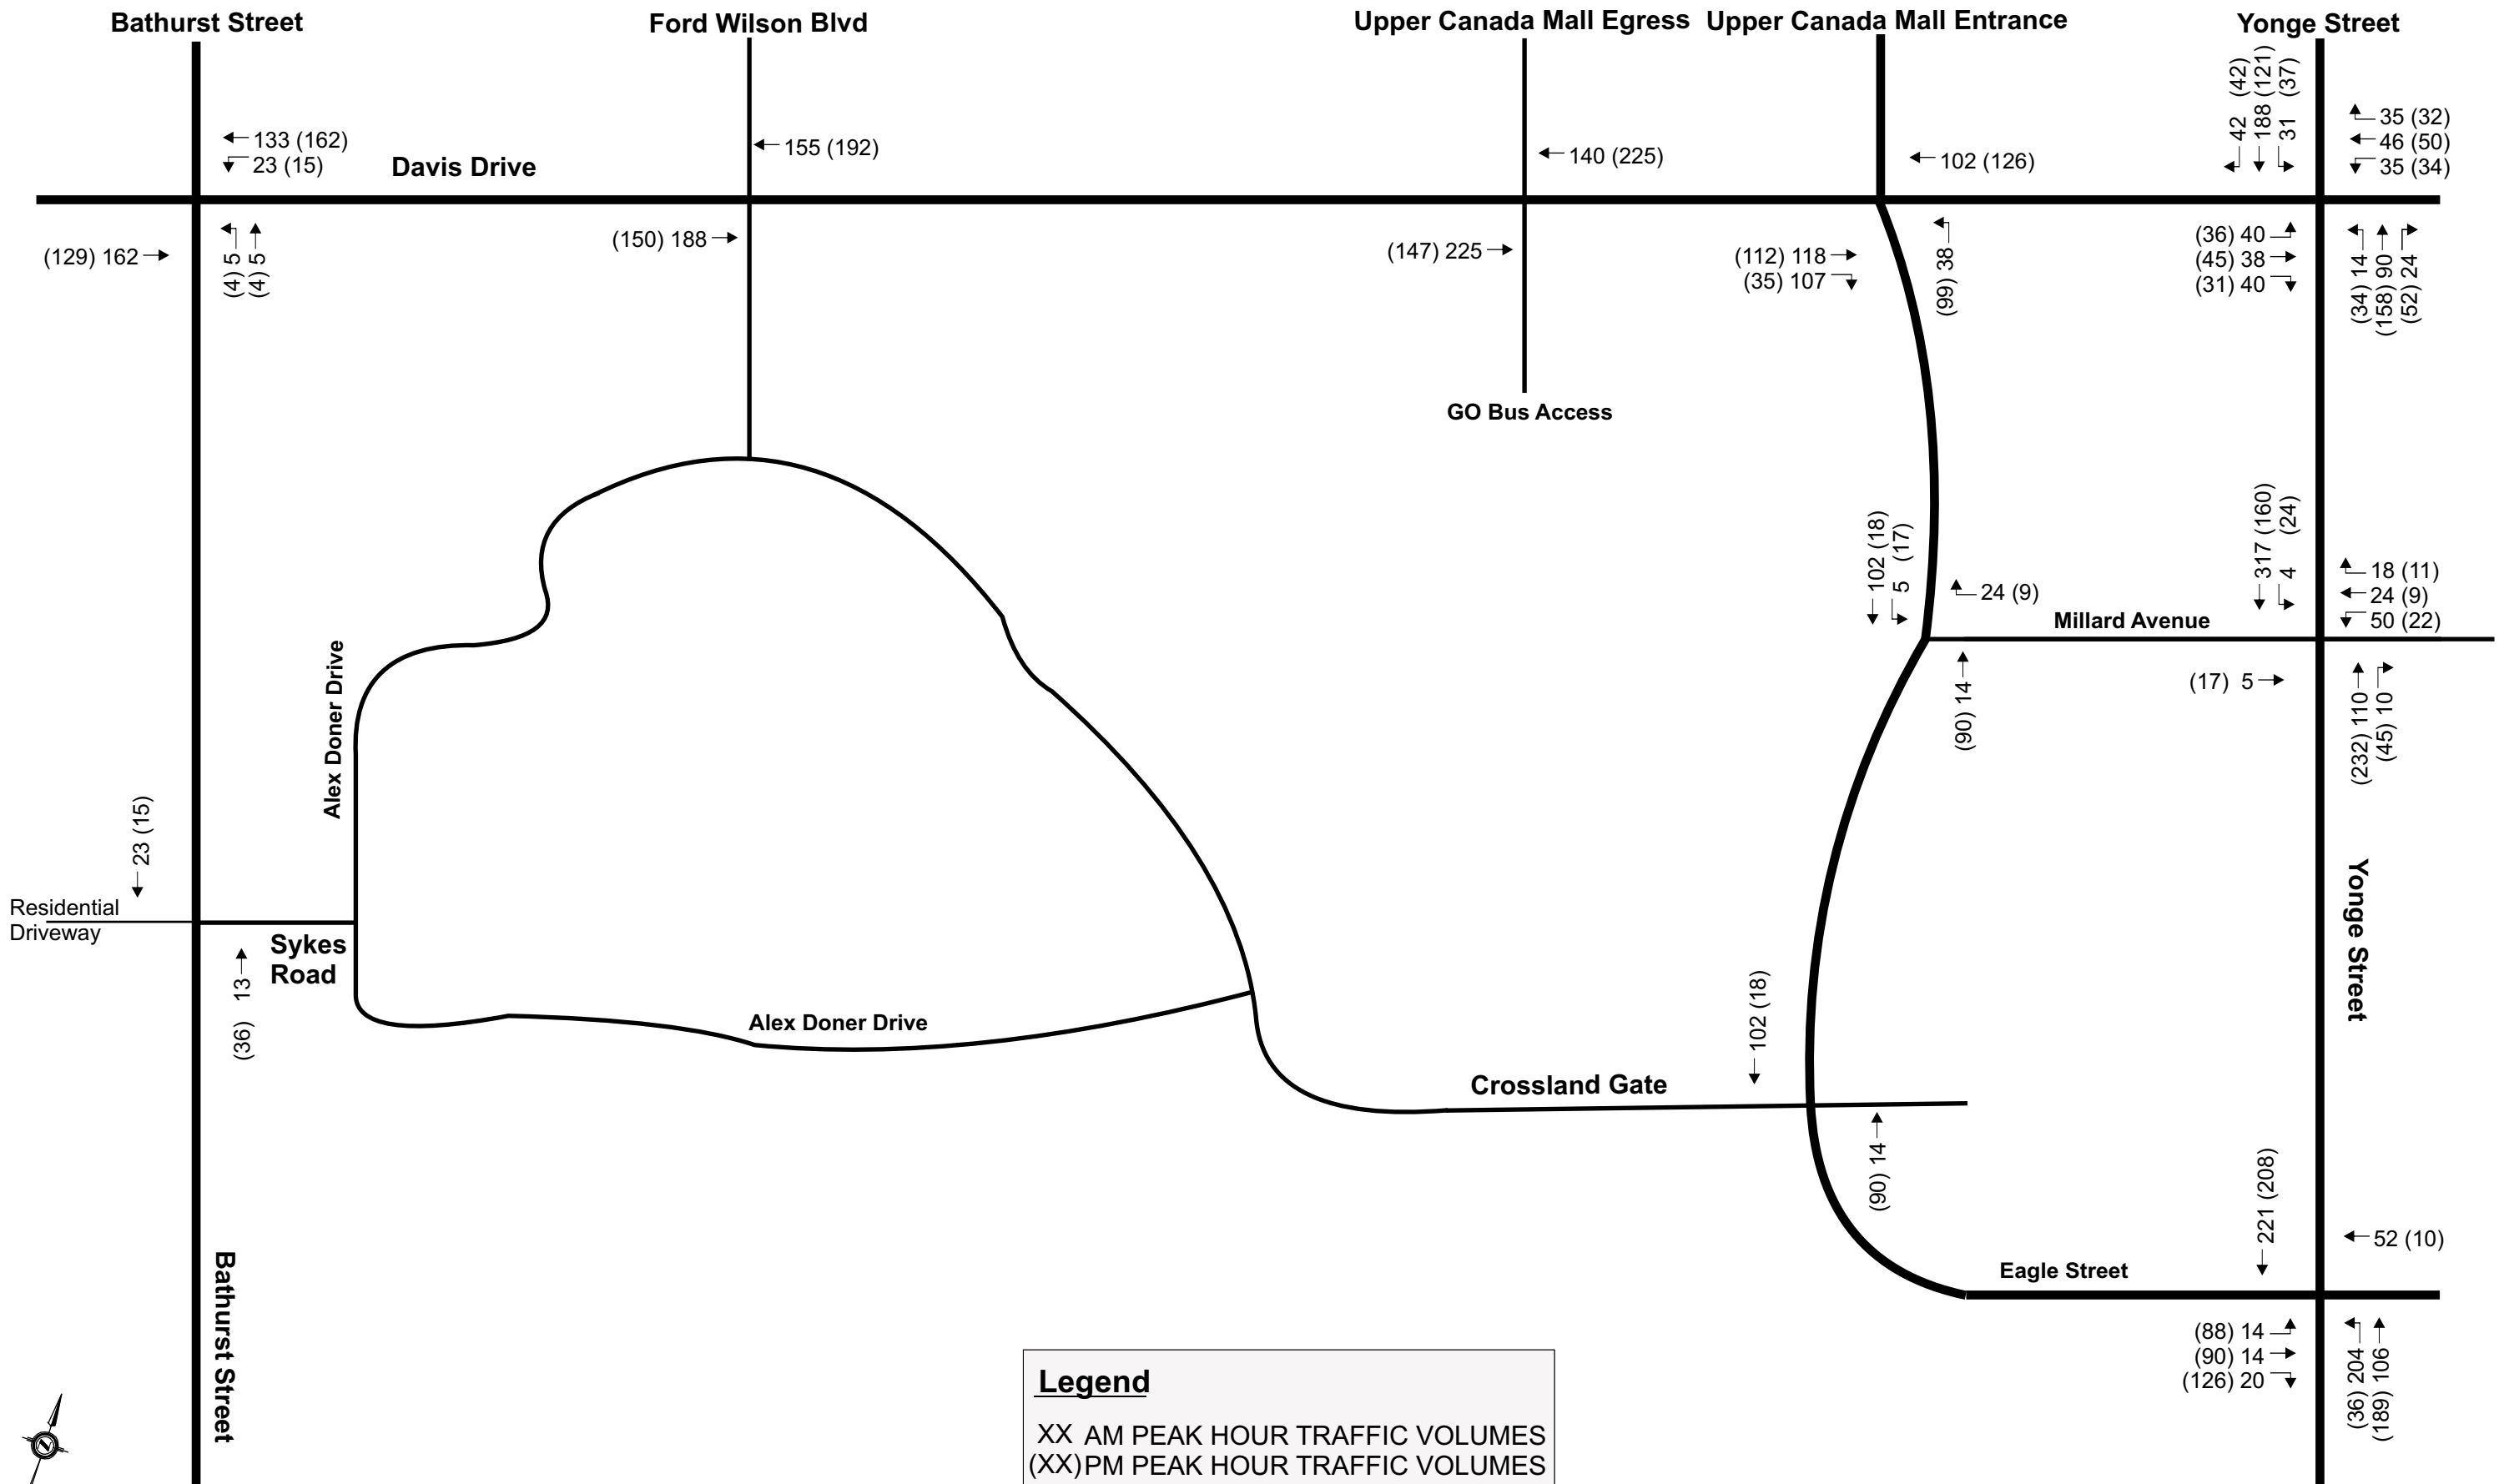 Bathurst Street
Ford Wilson Blvd
Upper Canada Mall Egress
Upper Canada Mall Entrance
Yonge Street
133 (162)
23 (15)
Davis Drive
155 (192)
140 (225)
102 (126)
42 (42)
188 (121)
31 (37)
35 (32)
46 (50)
35 (34)
(129) 162
(4) 5
(4) 5
(150) 188
(147) 225
(112) 118
(35) 107
(99) 38
(36) 40
(45) 38
(31) 40
(34) 14
(158) 90
(52) 24
GO Bus Access
102 (18)
5 (17)
24 (9)
Millard Avenue
317 (160)
4 (24)
18 (11)
24 (9)
50 (22)
(90) 14
(17) 5
(232) 110
(45) 10
Alex Doner Drive
23 (15)
Residential
Driveway
Sykes
Road
(36) 13
Alex Doner Drive
Yonge Street
Crossland Gate
102 (18)
(90) 14
221 (208)
52 (10)
Eagle Street
Bathurst Street
(88) 14
(90) 14
(126) 20
(36) 204
(189) 106
Legend
XX AM PEAK HOUR TRAFFIC VOLUMES
(XX) PM PEAK HOUR TRAFFIC VOLUMES
Z